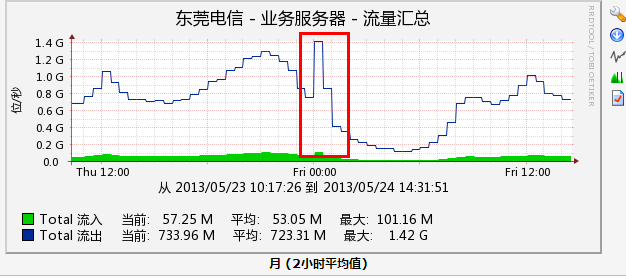 东莞电信 - 业务服务器 - 流量汇总
RRDTOOL / TOBI OETIKER
位/秒
1.4 G
1.2 G
1.0 G
0.8 G
0.6 G
0.4 G
0.2 G
0.0
Thu 12:00 Fri 00:00 Fri 12:00
从 2013/05/23 10:17:26 到 2013/05/24 14:31:51
Total 流入 当前: 57.25 M 平均: 53.05 M 最大: 101.16 M
Total 流出 当前: 733.96 M 平均: 723.31 M 最大: 1.42 G
月 (2小时平均值)